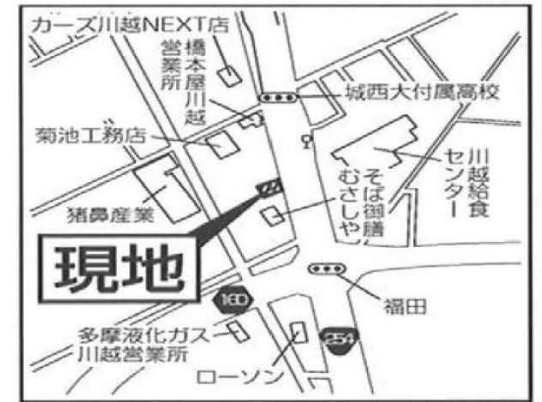 カーズ川越NEXT店
橋本屋川越
営業所
城西大付属高校
菊池工務店
川越給食
センター
猪鼻産業
そば御膳
むさしや
現地
160
福田
多摩液化ガス
川越営業所
254
ローソン